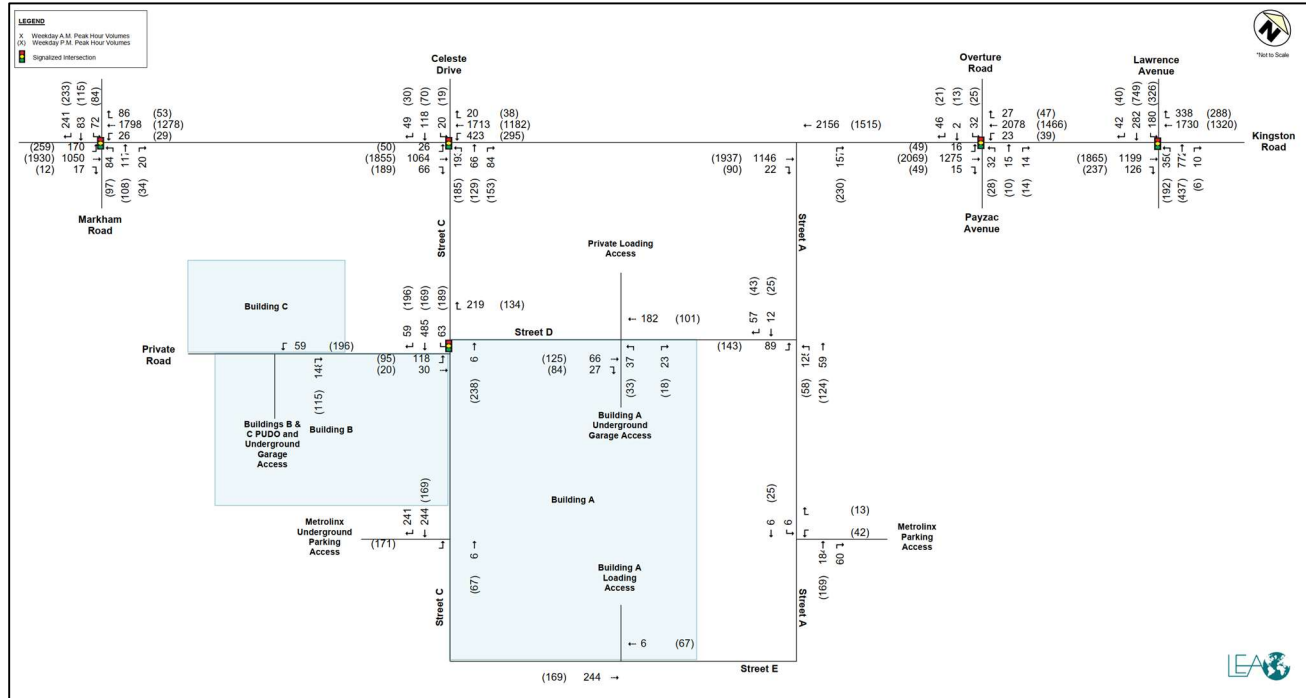 LEGEND
X Weekday A.M. Peak Hour Volumes
(X) Weekday P.M. Peak Hour Volumes
Signalized Intersection
N
*Not to Scale
Celeste
Drive
Overture
Road
Lawrence
Avenue
241 (233)
83 (115)
72 (84)
86 (53)
1798 (1278)
26 (29)
(259) 170
(1930) 1050
(12) 17
84 (97)
(108)
20 (34)
Markham
Road
49 (30)
118 (70)
20 (19)
20 (38)
1713 (1182)
423 (295)
(50) 26
(1855) 1064
(189) 66
(185)
66 (129)
84 (153)
2156 (1515)
(1937) 1146
(90) 22
(230)
46 (21)
2 (13)
32 (25)
27 (47)
2078 (1466)
23 (39)
(49) 16
(2069) 1275
(49) 15
32 (28)
15 (10)
14 (14)
Payzac
Avenue
42 (40)
282 (749)
180 (326)
338 (288)
1730 (1320)
(1865) 1199
(237) 126
(192)
(437)
10 (6)
Kingston
Road
Street C
Street A
Private Loading
Access
Building C
59 (196)
485 (169)
63 (189)
219 (134)
Street D
182 (101)
57 (43)
12 (25)
Private
Road
59 (196)
(115)
(95) 118
(20) 30
6 (238)
(125) 66
(84) 27
37 (33)
23 (18)
(143) 89
(58)
59 (124)
Buildings B &
C PUDO and
Underground
Garage
Access
Building B
Building A
Underground
Garage Access
Building A
241
244 (169)
Metrolinx
Underground
Parking
Access
(171)
6 (67)
6 (25)
6
(13)
(42)
Metrolinx
Parking
Access
(169)
60
Street C
Building A
Loading
Access
Street A
6 (67)
Street E
(169) 244
LEA